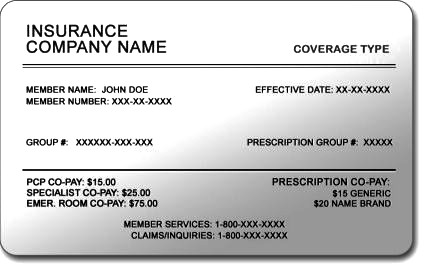 INSURANCE
COMPANY NAME
COVERAGE TYPE
MEMBER NAME: JOHN DOE
EFFECTIVE DATE: XX-XX-XXXX
MEMBER NUMBER: XXX-XX-XXXX
GROUP #: XXXXXX-XXX-XXX
PRESCRIPTION GROUP #: XXXXX
PCP CO-PAY: $15.00
SPECIALIST CO-PAY: $25.00
EMER. ROOM CO-PAY: $75.00
PRESCRIPTION CO-PAY:
$15 GENERIC
$20 NAME BRAND
MEMBER SERVICES: 1-800-XXX-XXXX
CLAIMS/INQUIRIES: 1-800-XXX-XXXX